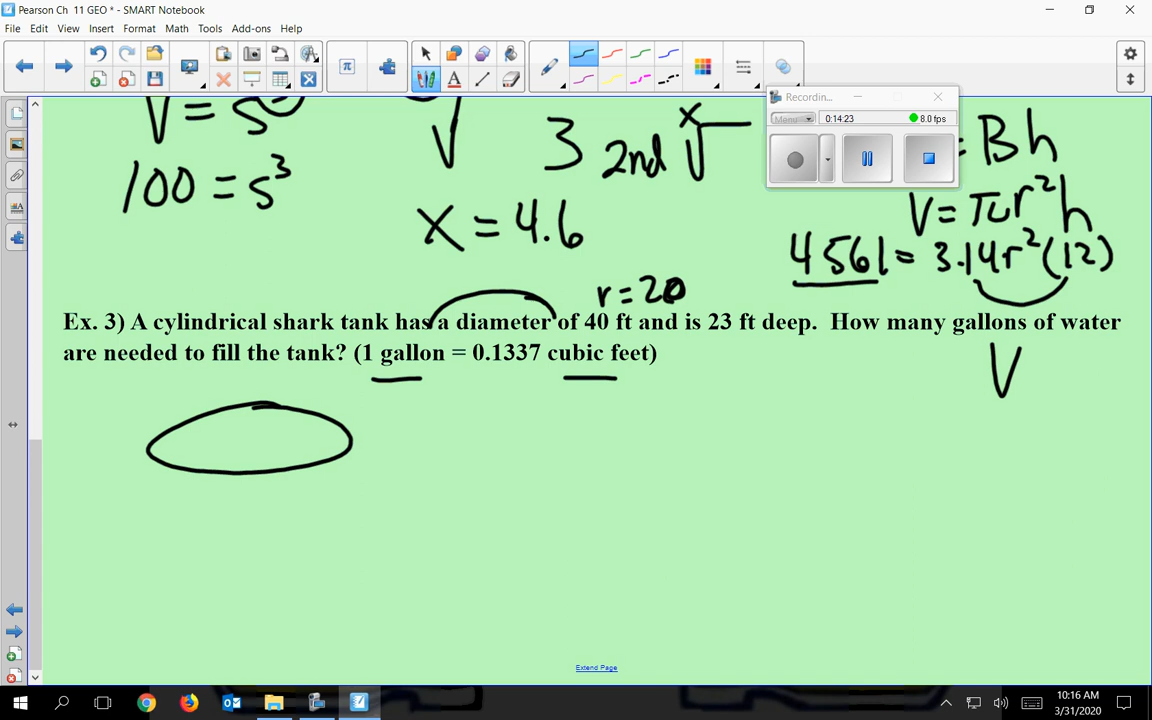 Pearson Ch 11 GEO * - SMART Notebook
File Edit View Insert Format Math Tools Add-ons Help
Recordin...
Menu 0:14:23 8.0 fps
V = s³
100 = s³
3 2nd x√
x = 4.6
= Bh
V = πr²h
4561 = 3.14r²(12)
r = 20
Ex. 3) A cylindrical shark tank has a diameter of 40 ft and is 23 ft deep. How many gallons of water
are needed to fill the tank? (1 gallon = 0.1337 cubic feet)
V
Extend Page
10:16 AM
3/31/2020